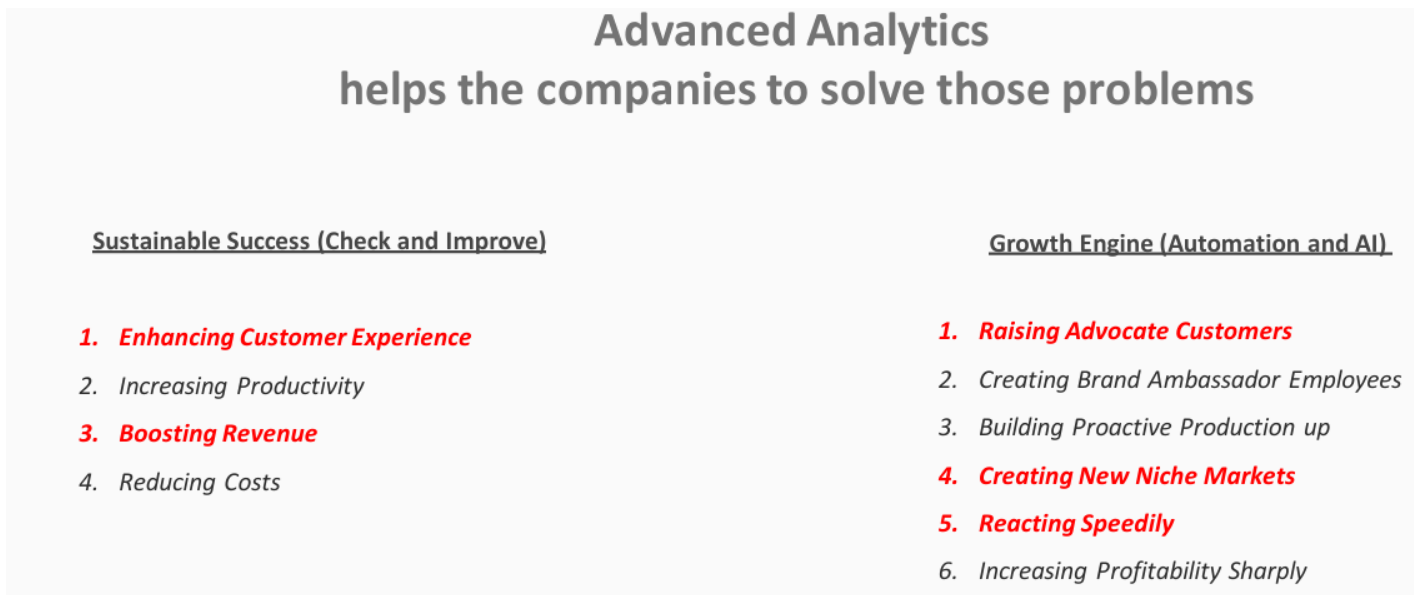 Advanced Analytics
helps the companies to solve those problems
Sustainable Success (Check and Improve)
1. Enhancing Customer Experience
2. Increasing Productivity
3. Boosting Revenue
4. Reducing Costs
Growth Engine (Automation and AI)
1. Raising Advocate Customers
2. Creating Brand Ambassador Employees
3. Building Proactive Production up
4. Creating New Niche Markets
5. Reacting Speedily
6. Increasing Profitability Sharply